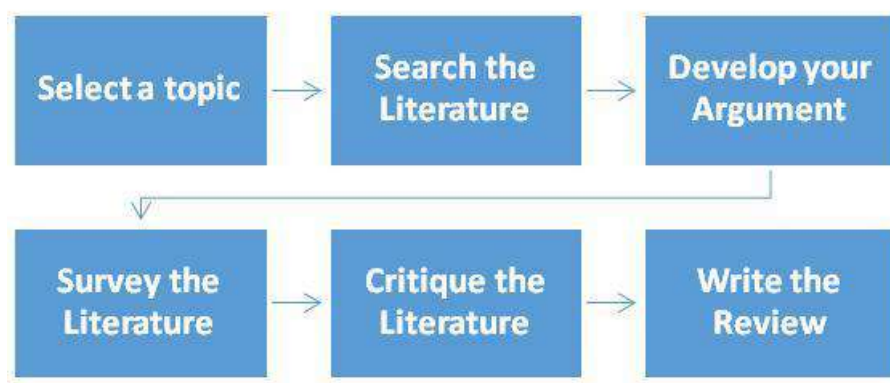 Select a topic
Search the
Literature
Develop your
Argument
Survey the
Literature
Critique the
Literature
Write the
Review